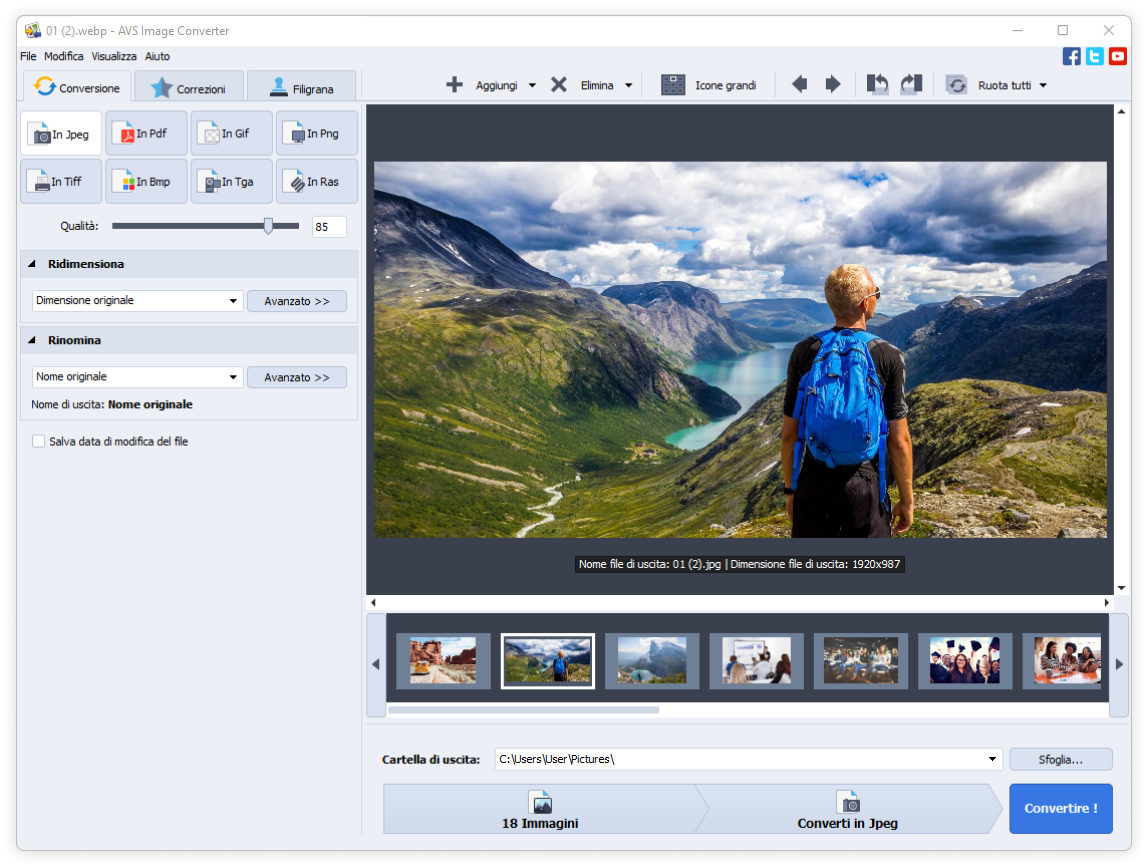 01 (2).webp - AVS Image Converter
File Modifica Visualizza Aiuto
Conversione Correzioni Filigrana
Aggiungi Elimina Icone grandi Ruota tutti
In Jpeg In Pdf In Gif In Png
In Tiff In Bmp In Tga In Ras
Qualità: 85
Ridimensiona
Dimensione originale Avanzato >>
Rinomina
Nome originale Avanzato >>
Nome di uscita: Nome originale
Salva data di modifica del file
Nome file di uscita: 01 (2).jpg | Dimensione file di uscita: 1920x987
Cartella di uscita: C:\Users\User\Pictures\ Sfoglia...
18 Immagini Converti in Jpeg Convertire !